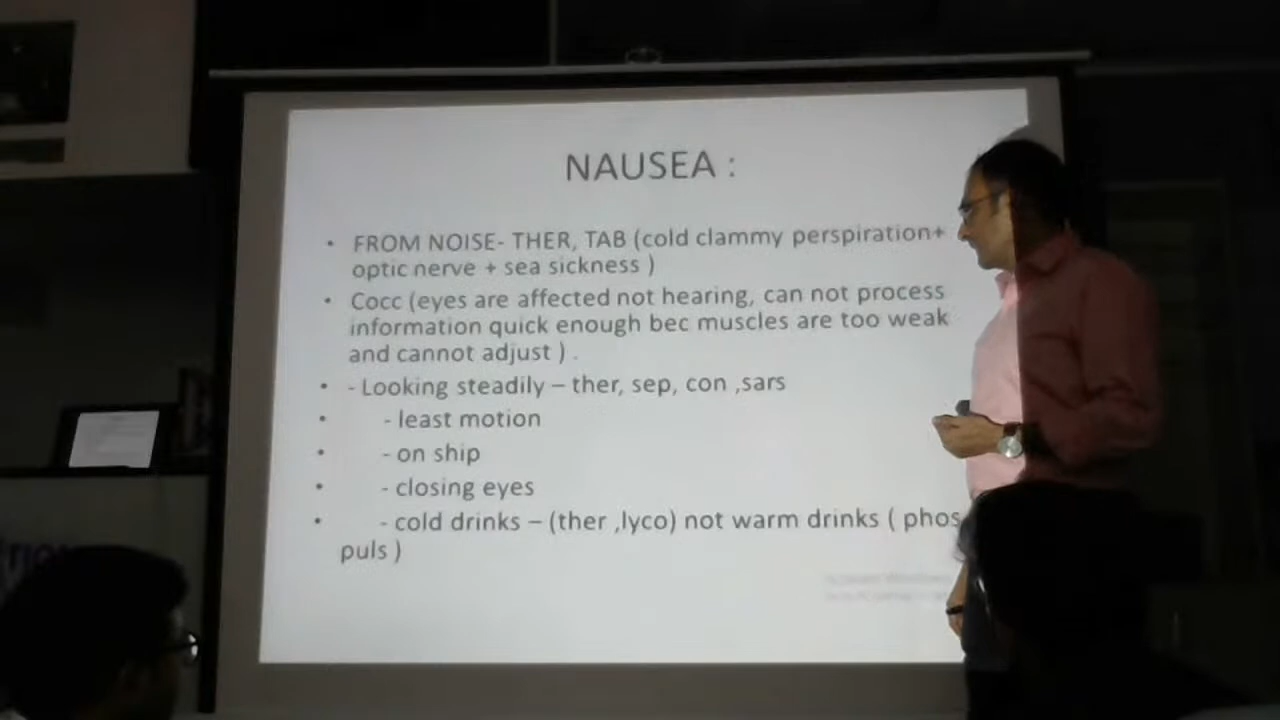 NAUSEA :
• FROM NOISE- THER, TAB (cold clammy perspiration+
optic nerve + sea sickness )
• Cocc (eyes are affected not hearing, can not process
information quick enough bec muscles are too weak
and cannot adjust ) .
• - Looking steadily – ther, sep, con ,sars
• - least motion
• - on ship
• - closing eyes
• - cold drinks – (ther ,lyco) not warm drinks ( phos
puls )